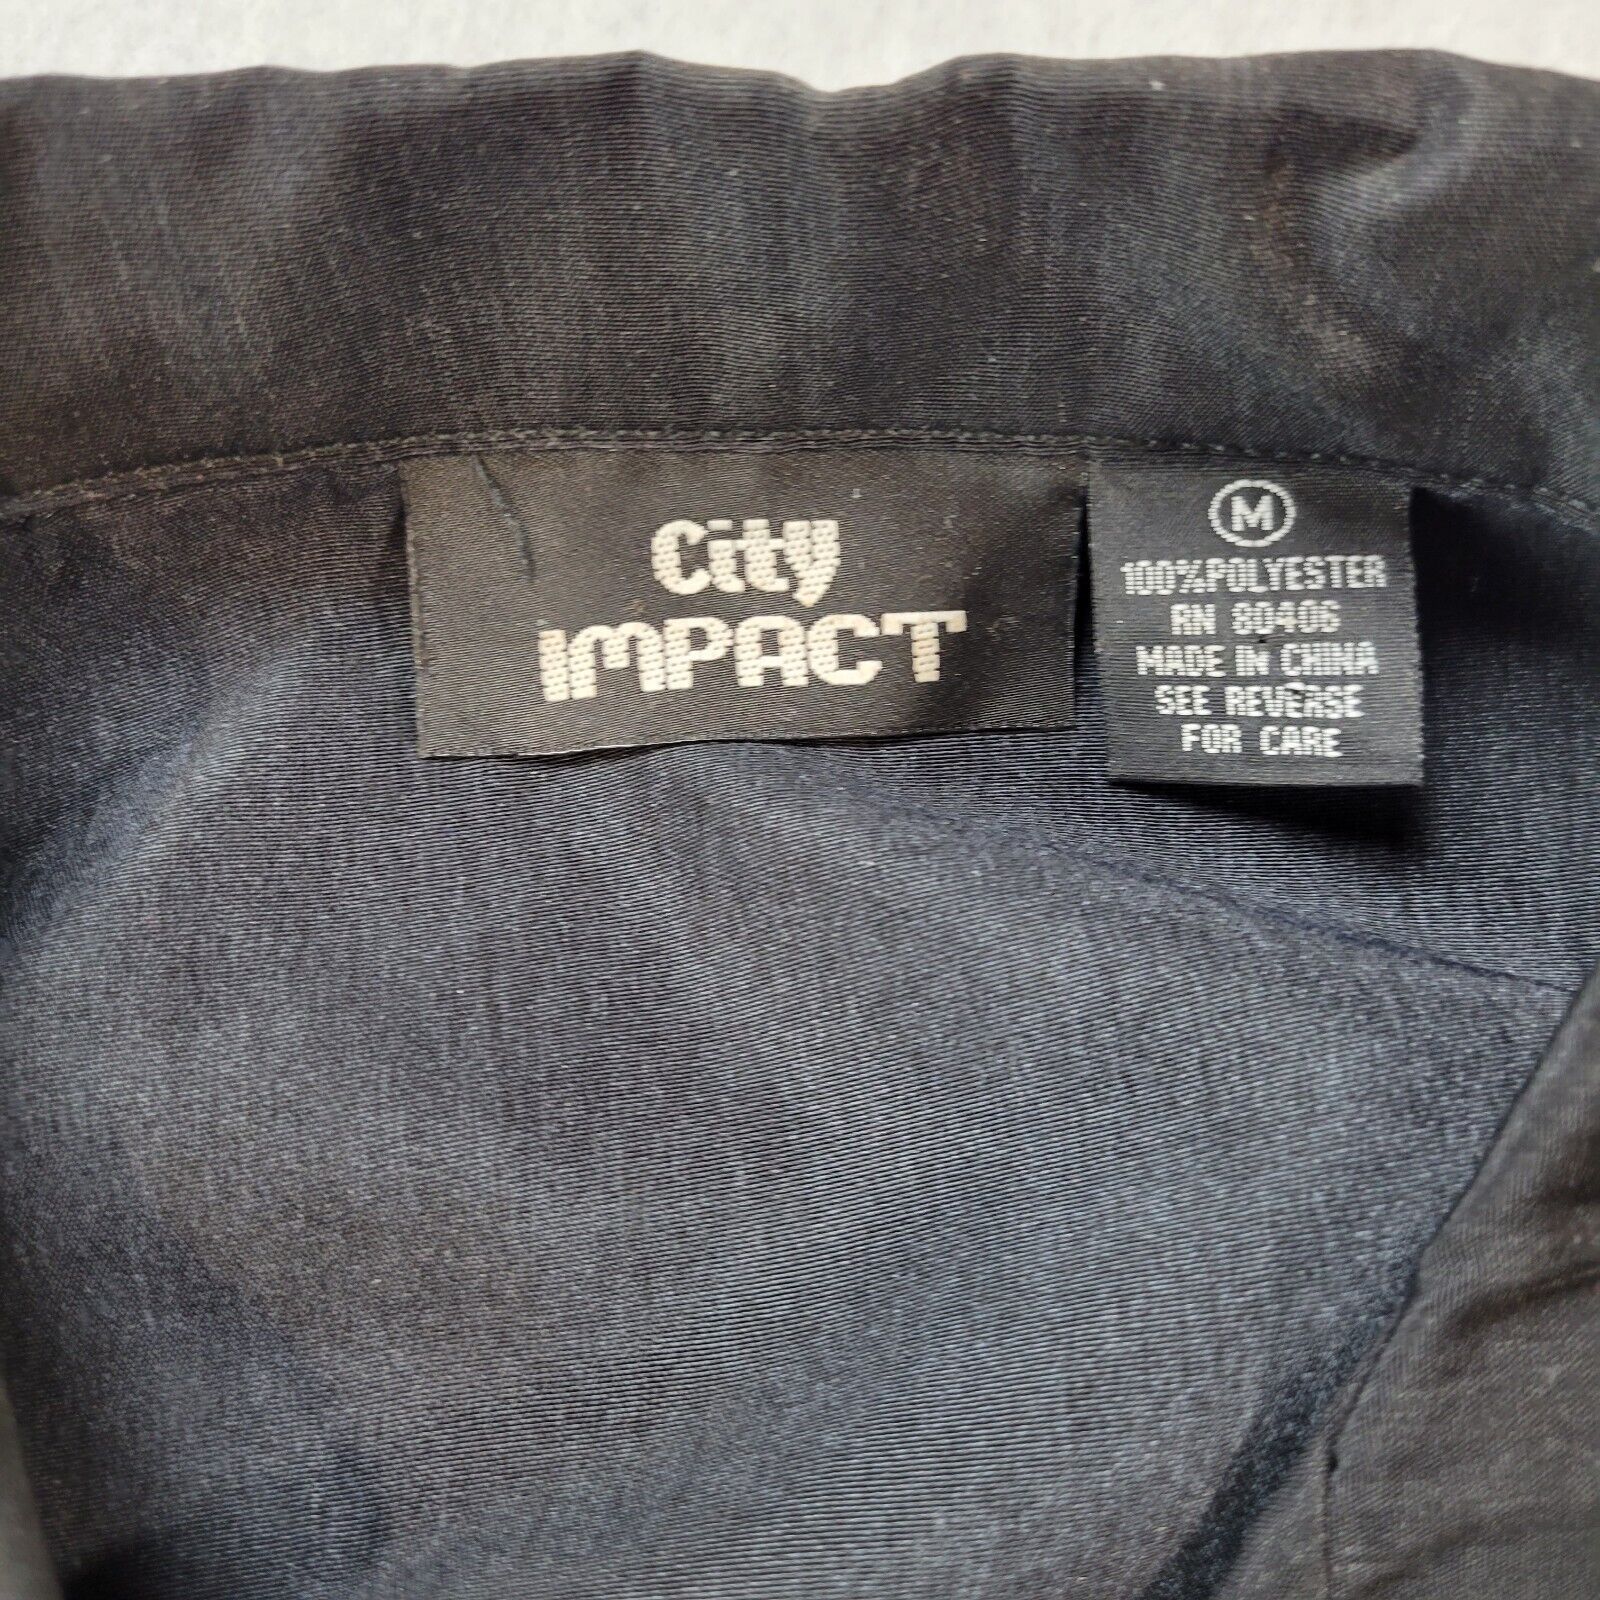 City
IMPACT
M
100%POLYESTER
RN 80406
MADE IN CHINA
SEE REVERSE
FOR CARE